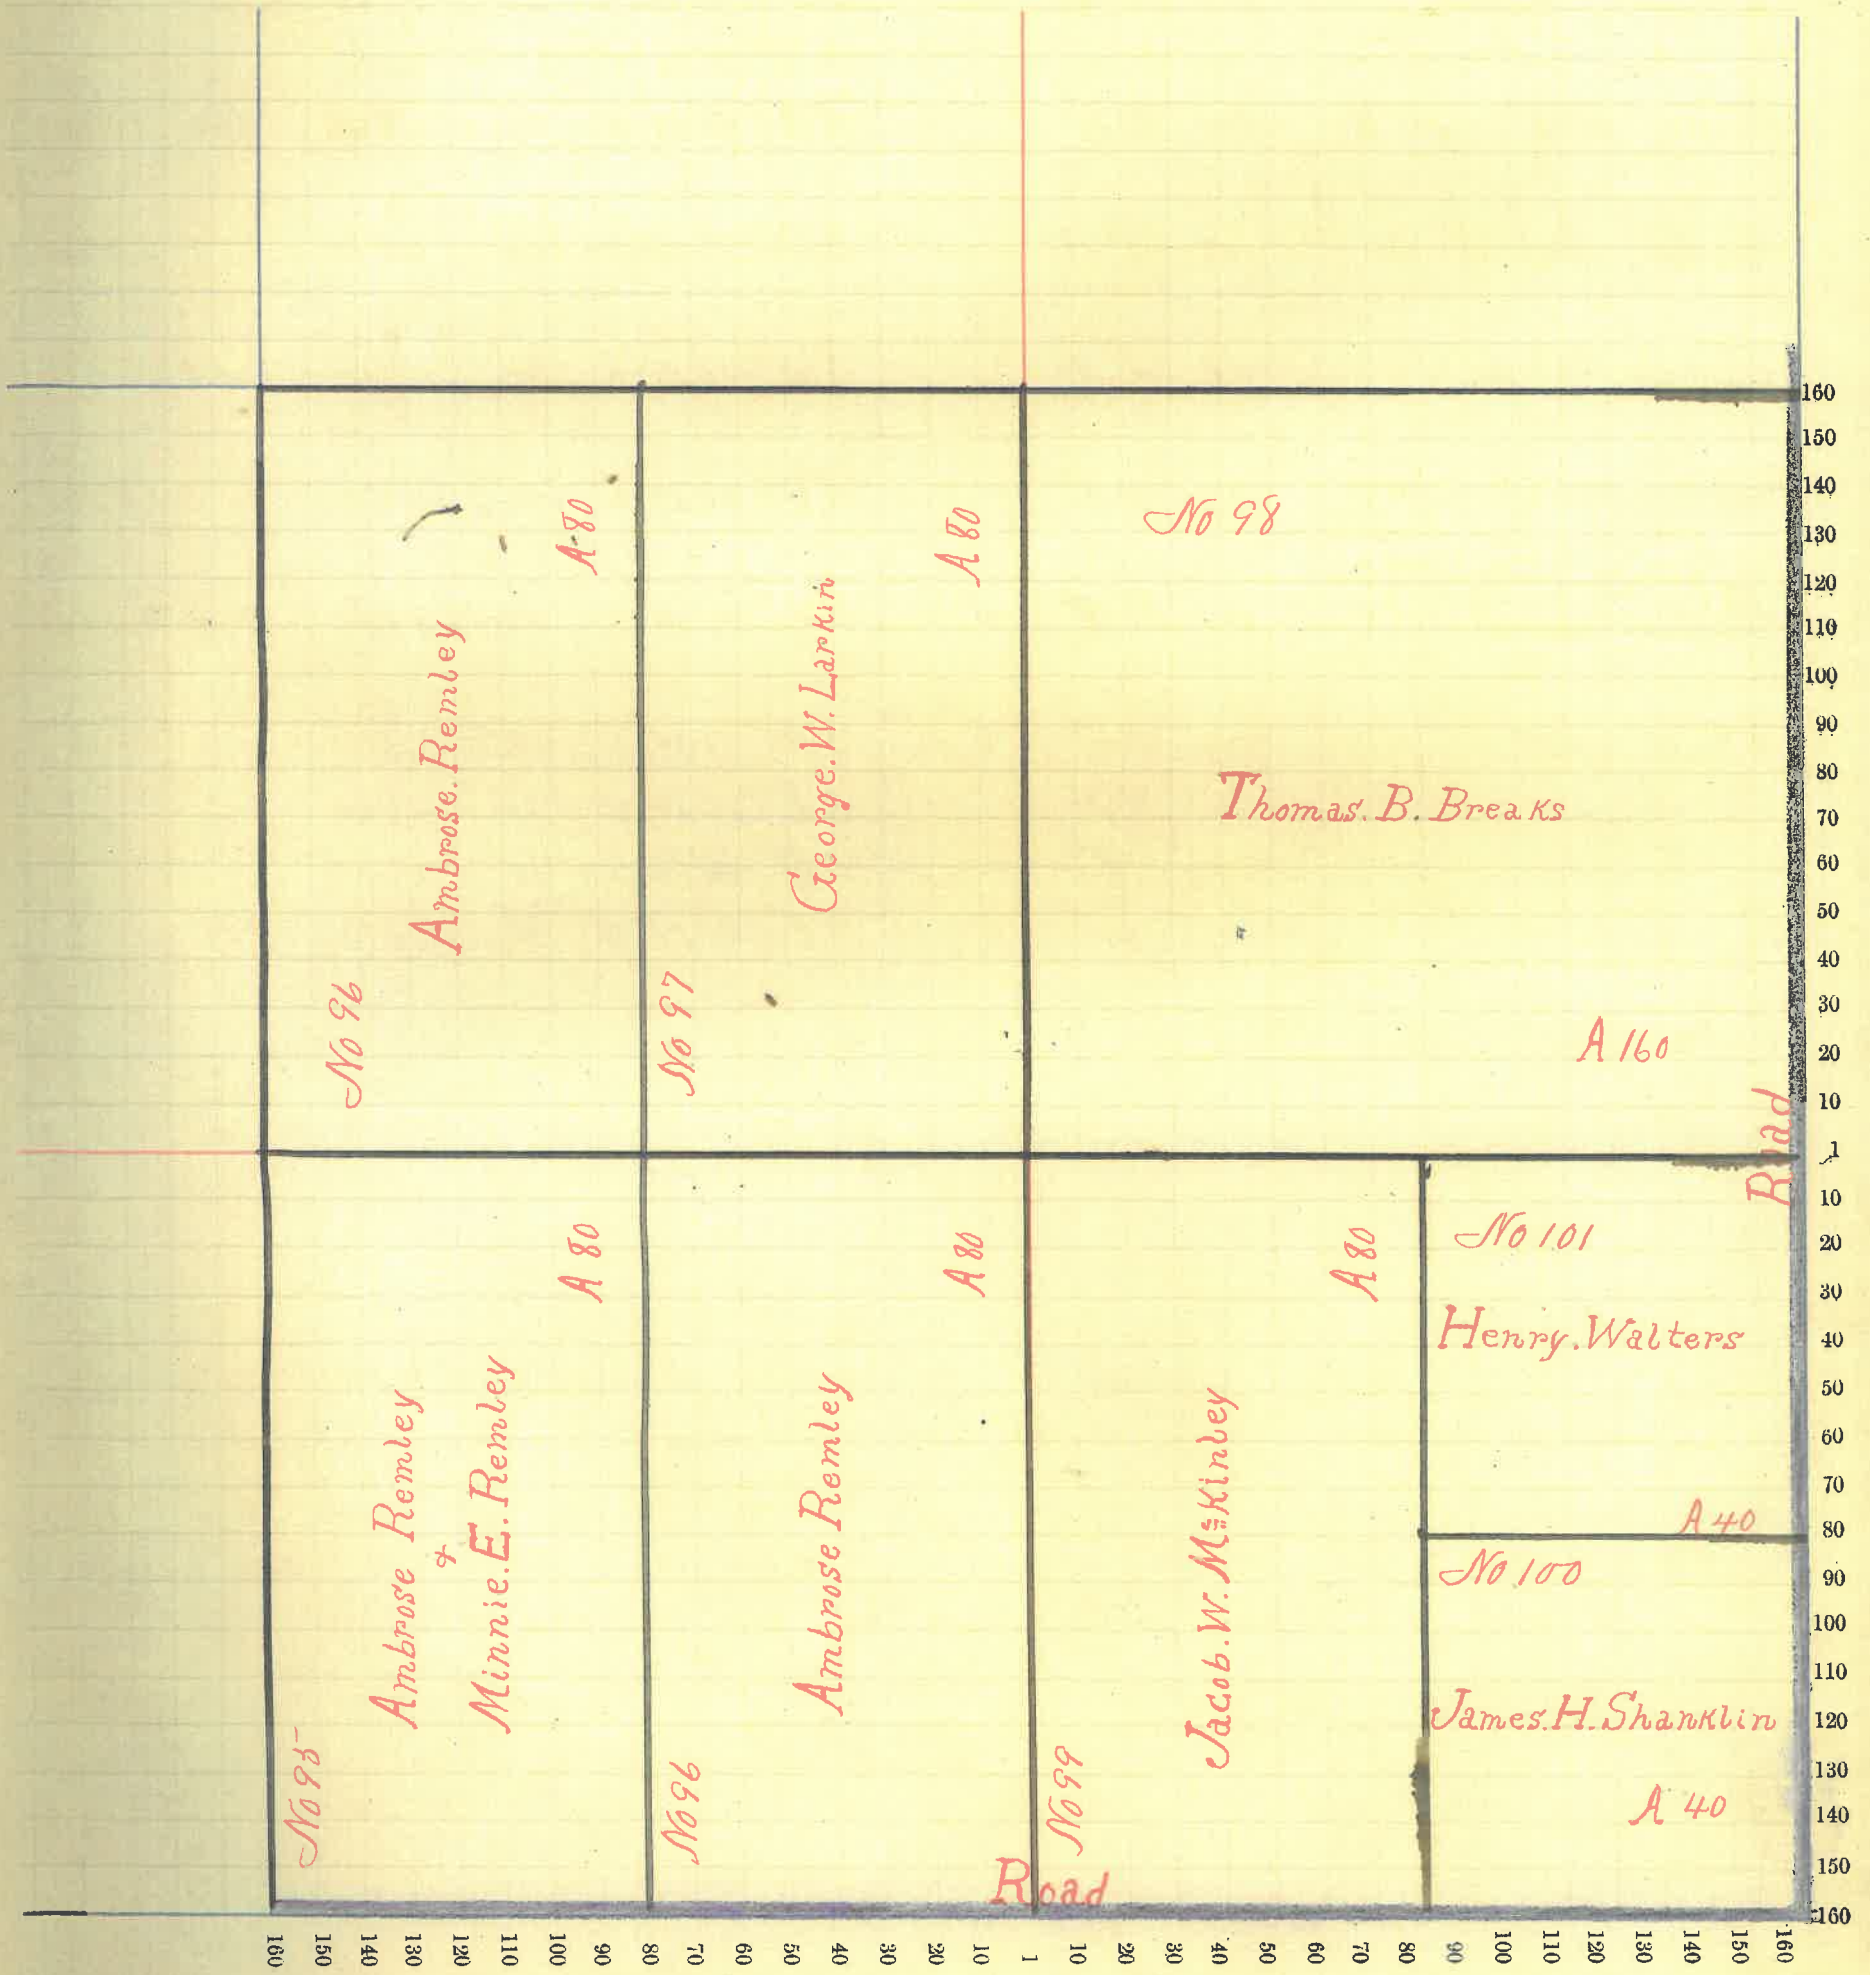 No 96
Ambrose. Remley
A 80
No 97
George. W. Larkin
A 80
No 98
Thomas. B. Breaks
A 160
Road
No 95
Ambrose Remley
&
Minnie. E. Remley
A 80
No 96
Ambrose Remley
A 80
No 99
Jacob. W. McKinley
A 80
No 101
Henry. Walters
A 40
No 100
James. H. Shanklin
A 40
Road
160
150
140
130
120
110
100
90
80
70
60
50
40
30
20
10
1
10
20
30
40
50
60
70
80
90
100
110
120
130
140
150
160
160 150 140 130 120 110 100 90 80 70 60 50 40 30 20 10 1 10 20 30 40 50 60 70 80 90 100 110 120 130 140 150 160